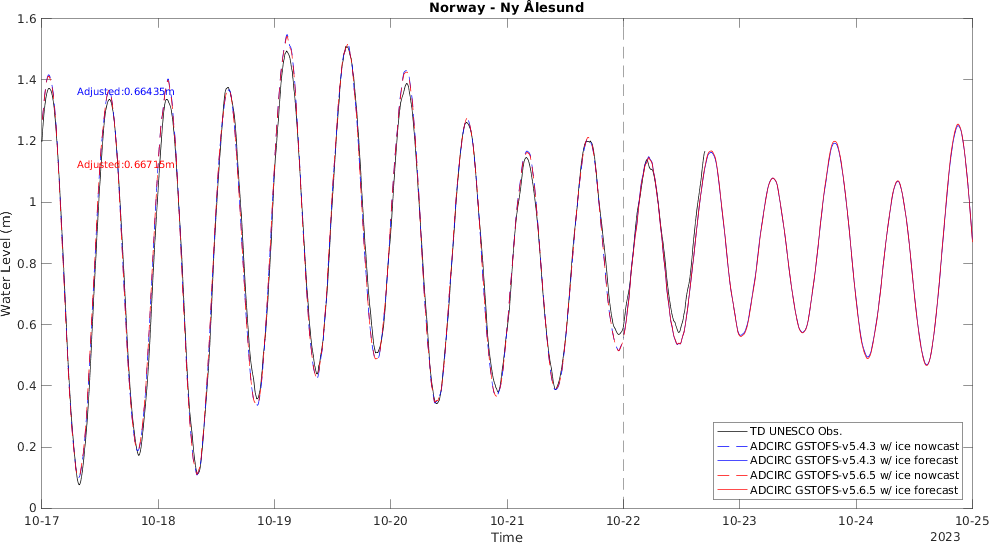 Norway - Ny Ålesund
1.6
1.4
1.2
1
0.8
0.6
0.4
0.2
0
Water Level (m)
Adjusted:0.66435m
Adjusted:0.66715m
TD UNESCO Obs.
ADCIRC GSTOFS-v5.4.3 w/ ice nowcast
ADCIRC GSTOFS-v5.4.3 w/ ice forecast
ADCIRC GSTOFS-v5.6.5 w/ ice nowcast
ADCIRC GSTOFS-v5.6.5 w/ ice forecast
10-17 10-18 10-19 10-20 10-21 10-22 10-23 10-24 10-25
Time
2023